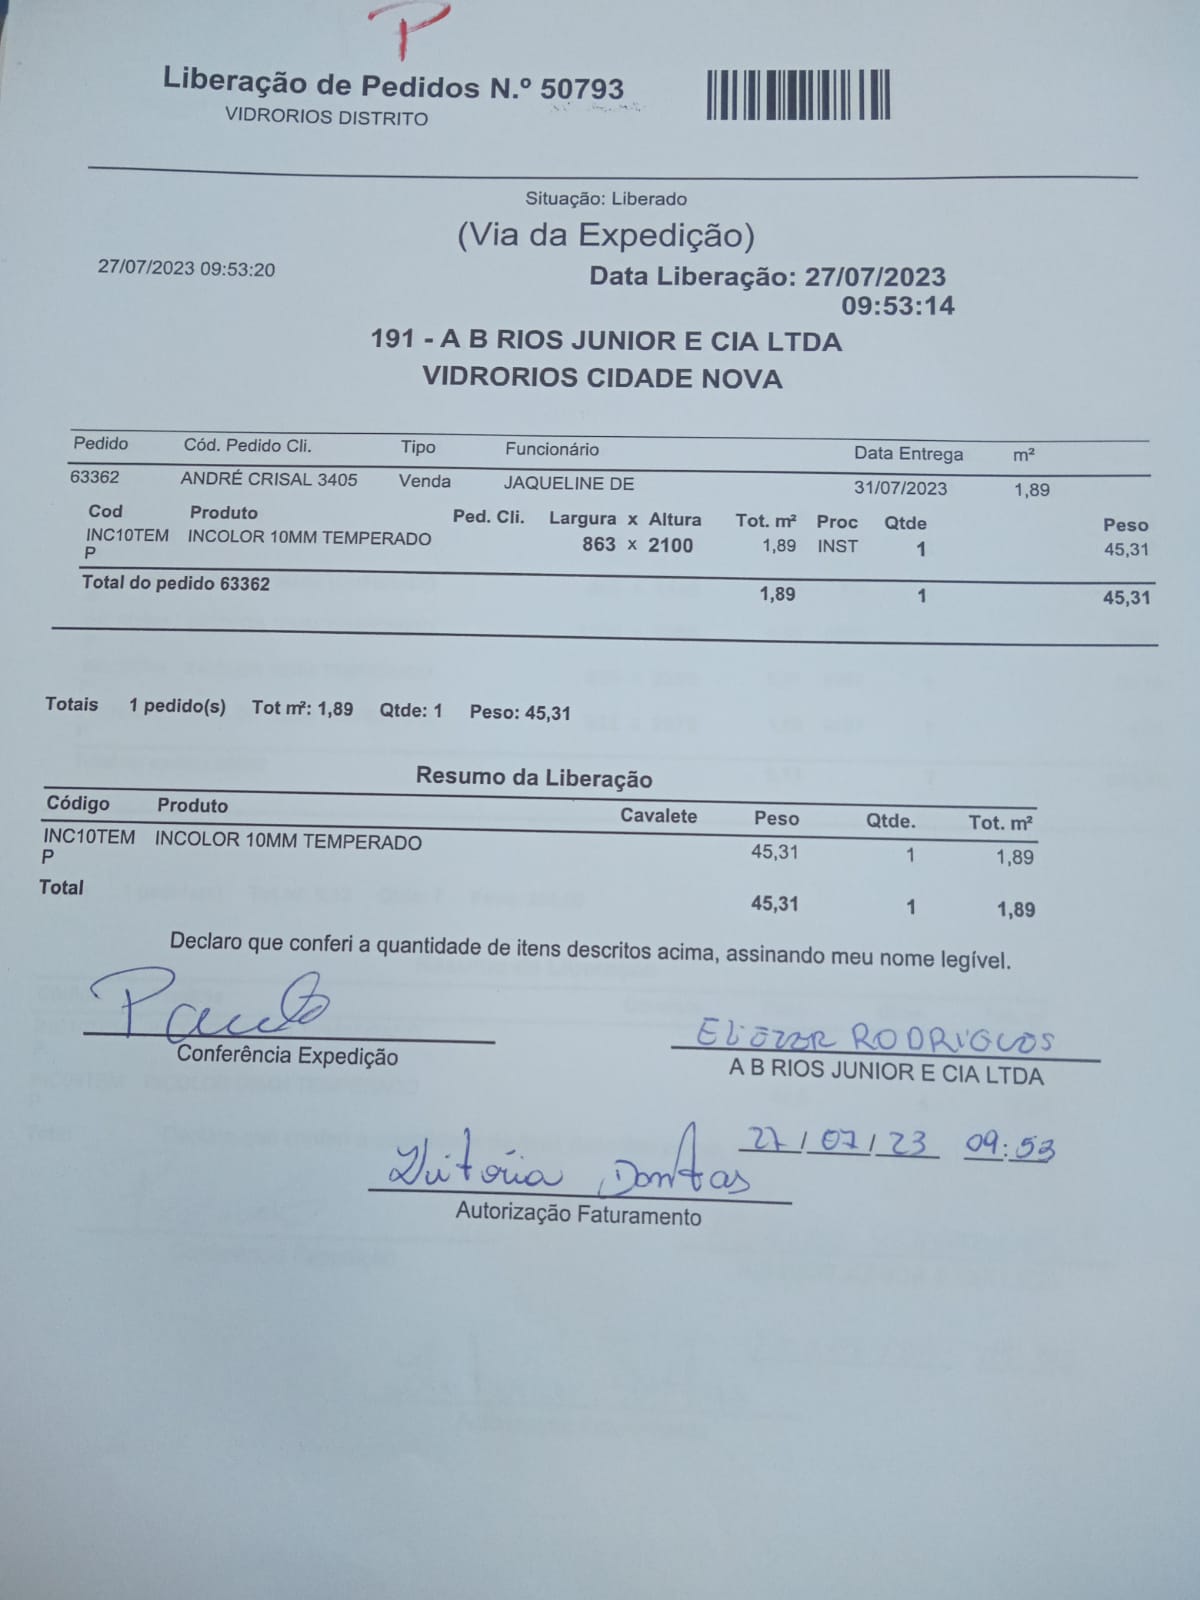 P
Liberação de Pedidos N.º 50793
VIDRORIOS DISTRITO
Situação: Liberado
(Via da Expedição)
27/07/2023 09:53:20
Data Liberação: 27/07/2023
09:53:14
191 - A B RIOS JUNIOR E CIA LTDA
VIDRORIOS CIDADE NOVA
Pedido Cód. Pedido Cli. Tipo Funcionário Data Entrega m²
63362 ANDRÉ CRISAL 3405 Venda JAQUELINE DE 31/07/2023 1,89
Cod Produto Ped. Cli. Largura x Altura Tot. m² Proc Qtde Peso
INC10TEM INCOLOR 10MM TEMPERADO 863 x 2100 1,89 INST 1 45,31
P
Total do pedido 63362 1,89 1 45,31
Totais 1 pedido(s) Tot m²: 1,89 Qtde: 1 Peso: 45,31
Resumo da Liberação
Código Produto Cavalete Peso Qtde. Tot. m²
INC10TEM INCOLOR 10MM TEMPERADO 45,31 1 1,89
P
Total 45,31 1 1,89
Declaro que conferi a quantidade de itens descritos acima, assinando meu nome legível.
Paulo
Conferência Expedição
ELIEZER RODRIGUES
A B RIOS JUNIOR E CIA LTDA
27/07/23 09:53
Vitória Dantas
Autorização Faturamento